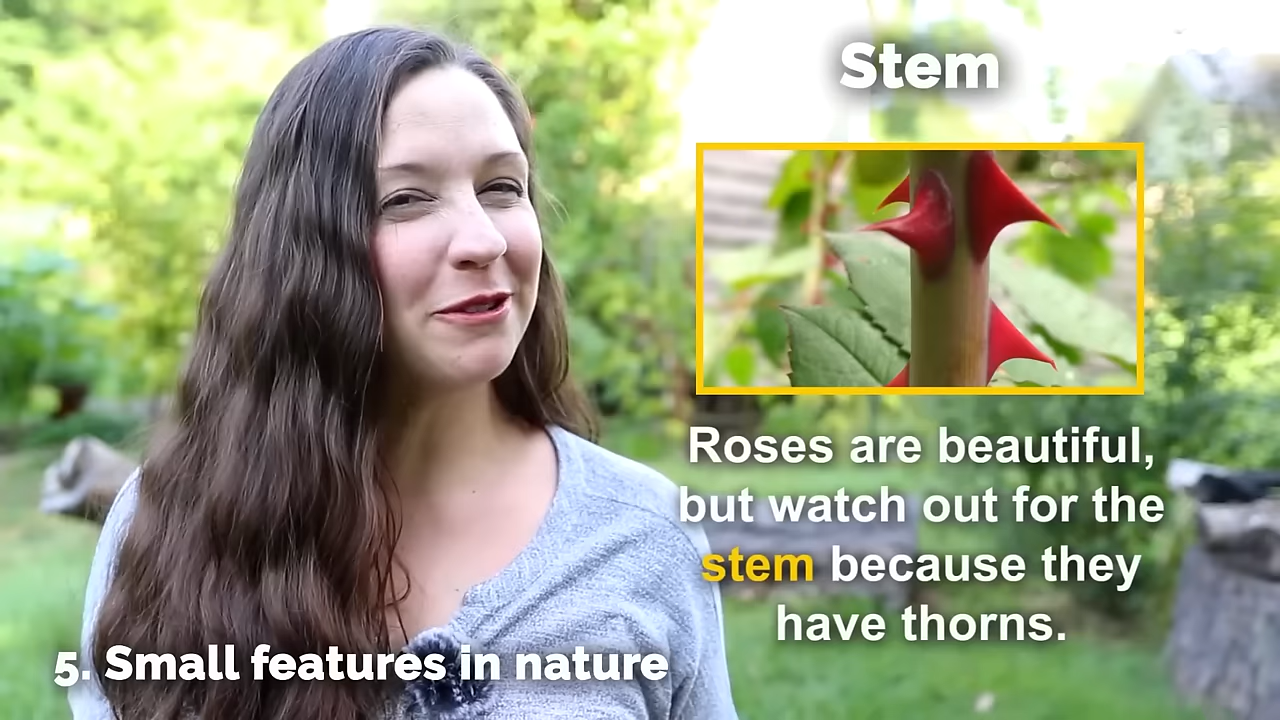 Stem
Roses are beautiful,
but watch out for the
stem because they
have thorns.
5. Small features in nature